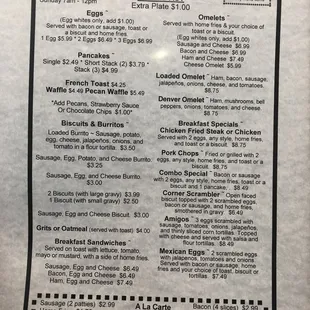 Sunday 7am - 12pm
Extra Plate $1.00
Eggs ~
(Egg whites only, add $1.00)
Served with toast or a biscuit, with
bacon or sausage, home fries.
1 Egg $5.99 * 2 Eggs $6.49 * 3 Eggs $6.99
Pancakes ~
Single $2.49 * Short Stack (2) $3.79 *
Stack (3) $4.99
French Toast $4.25
Waffle $4.49 Pecan Waffle $5.49
*Add Pecans, Strawberry Sauce
Or Chocolate Chips *$1.00*
Biscuits & Burritos ~
Loaded Burrito ~ Sausage, potato,
egg, cheese, jalapeños, onions, and
tomato in a flour tortilla. $3.50
Sausage, Egg, Potato, and Cheese Burrito.
$3.25
Sausage, Egg, and Cheese Burrito.
$3.00
2 Biscuits (with large gravy) $3.99
1 Biscuit (with small gravy) $2.50
Sausage, Egg, and Cheese Biscuit $3.00
Grits or Oatmeal (served with toast) $4.00
Breakfast Sandwiches
Served on toast with lettuce, tomato,
mayo or mustard, with a side of home fries.
Sausage, Egg and Cheese $6.49
Bacon, Egg, and Cheese $6.49
Ham, Egg, and Cheese $6.49
Omelets ~
Served with home fries & your choice of
toast or a biscuit.
(Egg whites only, add $1.00)
Sausage and Cheese $6.99
Bacon and Cheese $6.99
Ham and Cheese $7.49
Cheese Omelet $5.99
Loaded Omelet ~ Ham, bacon, sausage,
jalapeños, onions, cheese, and tomatoes,
$8.75
Denver Omelet ~ Ham, mushrooms, bell
peppers, onions, tomatoes, and cheese.
$8.75
Breakfast Specials ~
Chicken Fried Steak or Chicken
Served with 2 eggs, any style, home fries,
toast, or a biscuit. $8.75
Pork Chops ~ Fried or grilled with 2
eggs, any style, home fries, and toast or a
biscuit. $8.75
Combo Special ~ Bacon or sausage
with 2 eggs, any style, home fries, toast or a
biscuit and 1 pancake. $8.49
Corner Scrambler ~ Open faced
biscuit topped with 2 scrambled eggs
bacon or sausage, and home fries,
smothered in gravy $6.49
Amigos ~ 3 eggs scrambled with
sausage, tomatoes, onions, jalapeños,
and thinly sliced corn tortillas. Topped
with cheese and served with salsa and
flour tortillas. $8.49
Mexican Eggs ~ 2 eggs scrambled
with jalapeños, tomatoes and onions.
Served with bacon or sausage, home
fries and your choice of toast, biscuit or
tortillas. $7.49
A La Carte
Sausage (2 patties) $2.99
Bacon (4 slices) $2.99